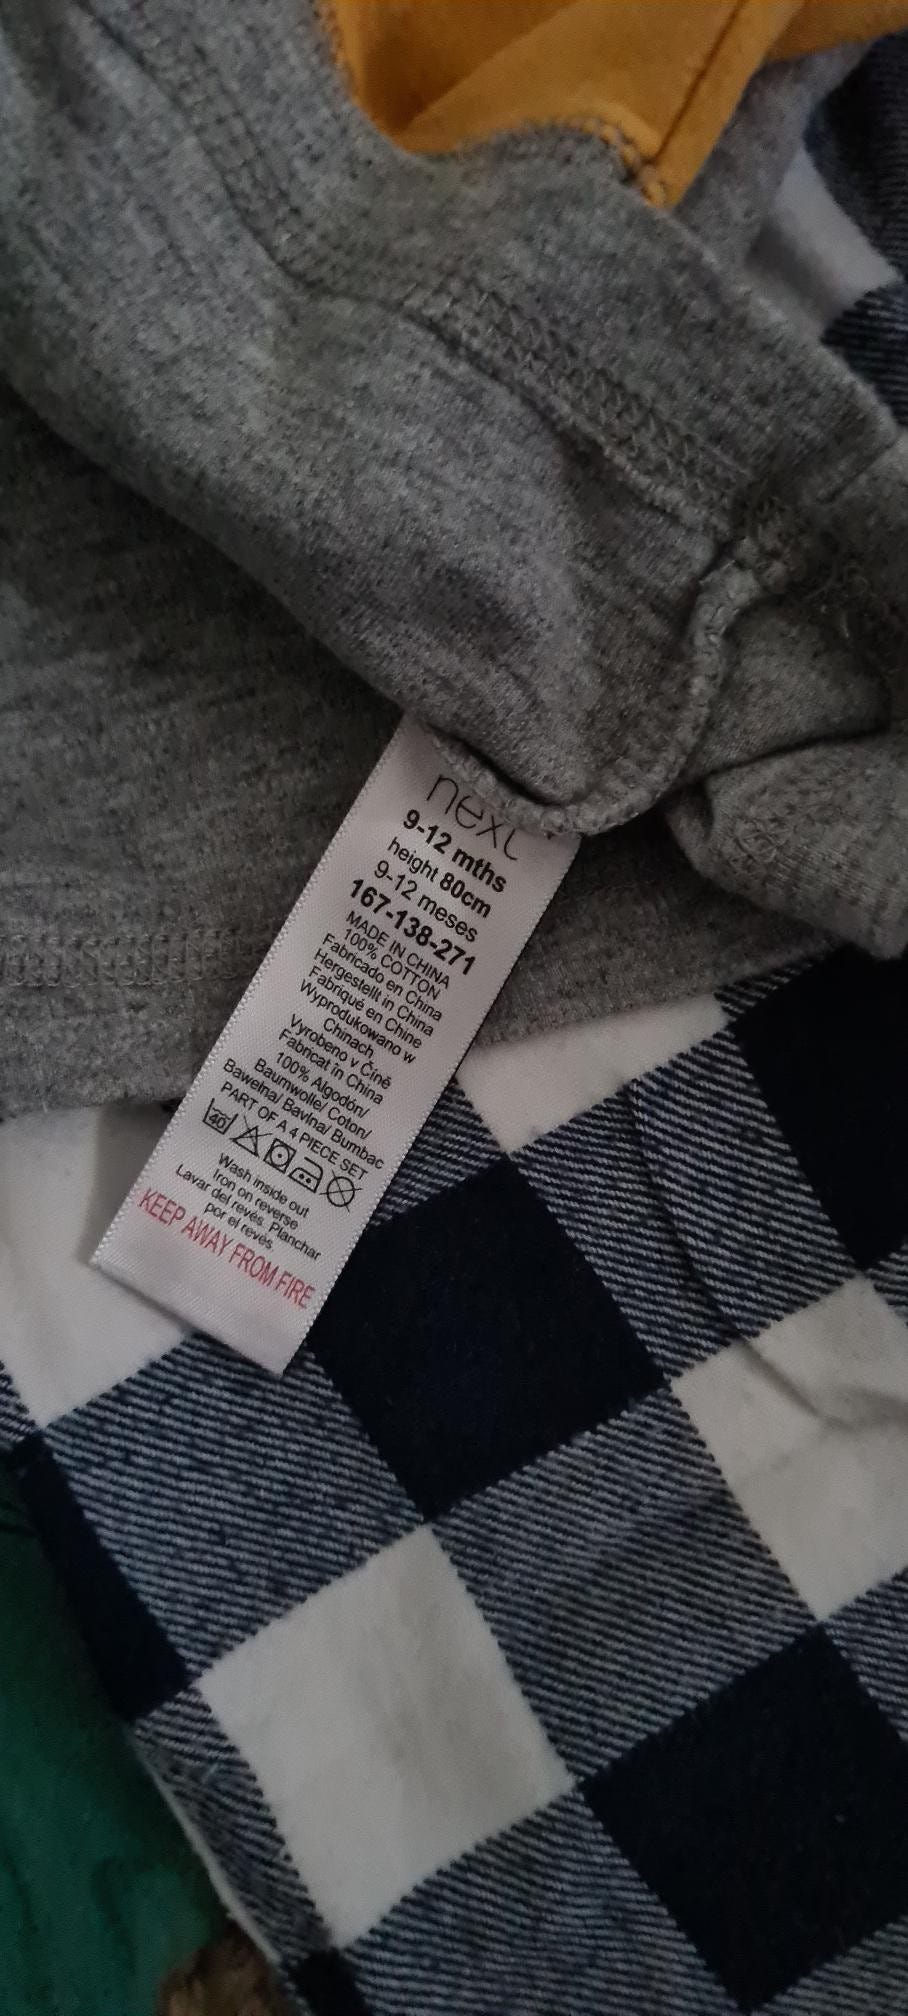 next
9-12 mths
height 80cm
9-12 meses
167-138-271
MADE IN CHINA
100% COTTON
Fabricado en China
Hergestellt in China
Fabriqué en Chine
Wyprodukowano w
Chinach
Vyrobeno v Číně
Fabricat in China
100% Algodón/
Baumwolle/ Coton/
Bawełna/ Bavlna/ Bumbac
PART OF A 4 PIECE SET
40
Wash inside out
Iron on reverse
Lavar del revés. Planchar
por el revés.
KEEP AWAY FROM FIRE